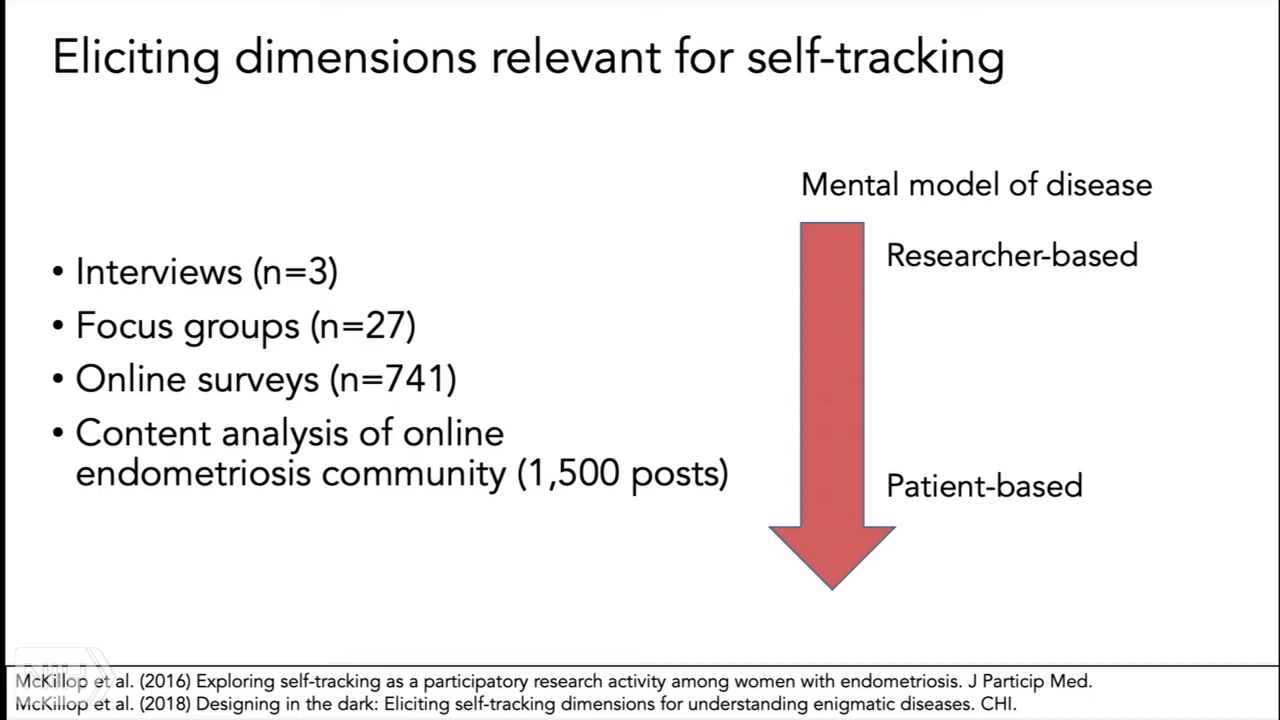 Eliciting dimensions relevant for self-tracking
Mental model of disease
Researcher-based
• Interviews (n=3)
• Focus groups (n=27)
• Online surveys (n=741)
• Content analysis of online
endometriosis community (1,500 posts)
Patient-based
NIH
McKillop et al. (2016) Exploring self-tracking as a participatory research activity among women with endometriosis. J Particip Med.
McKillop et al. (2018) Designing in the dark: Eliciting self-tracking dimensions for understanding enigmatic diseases. CHI.